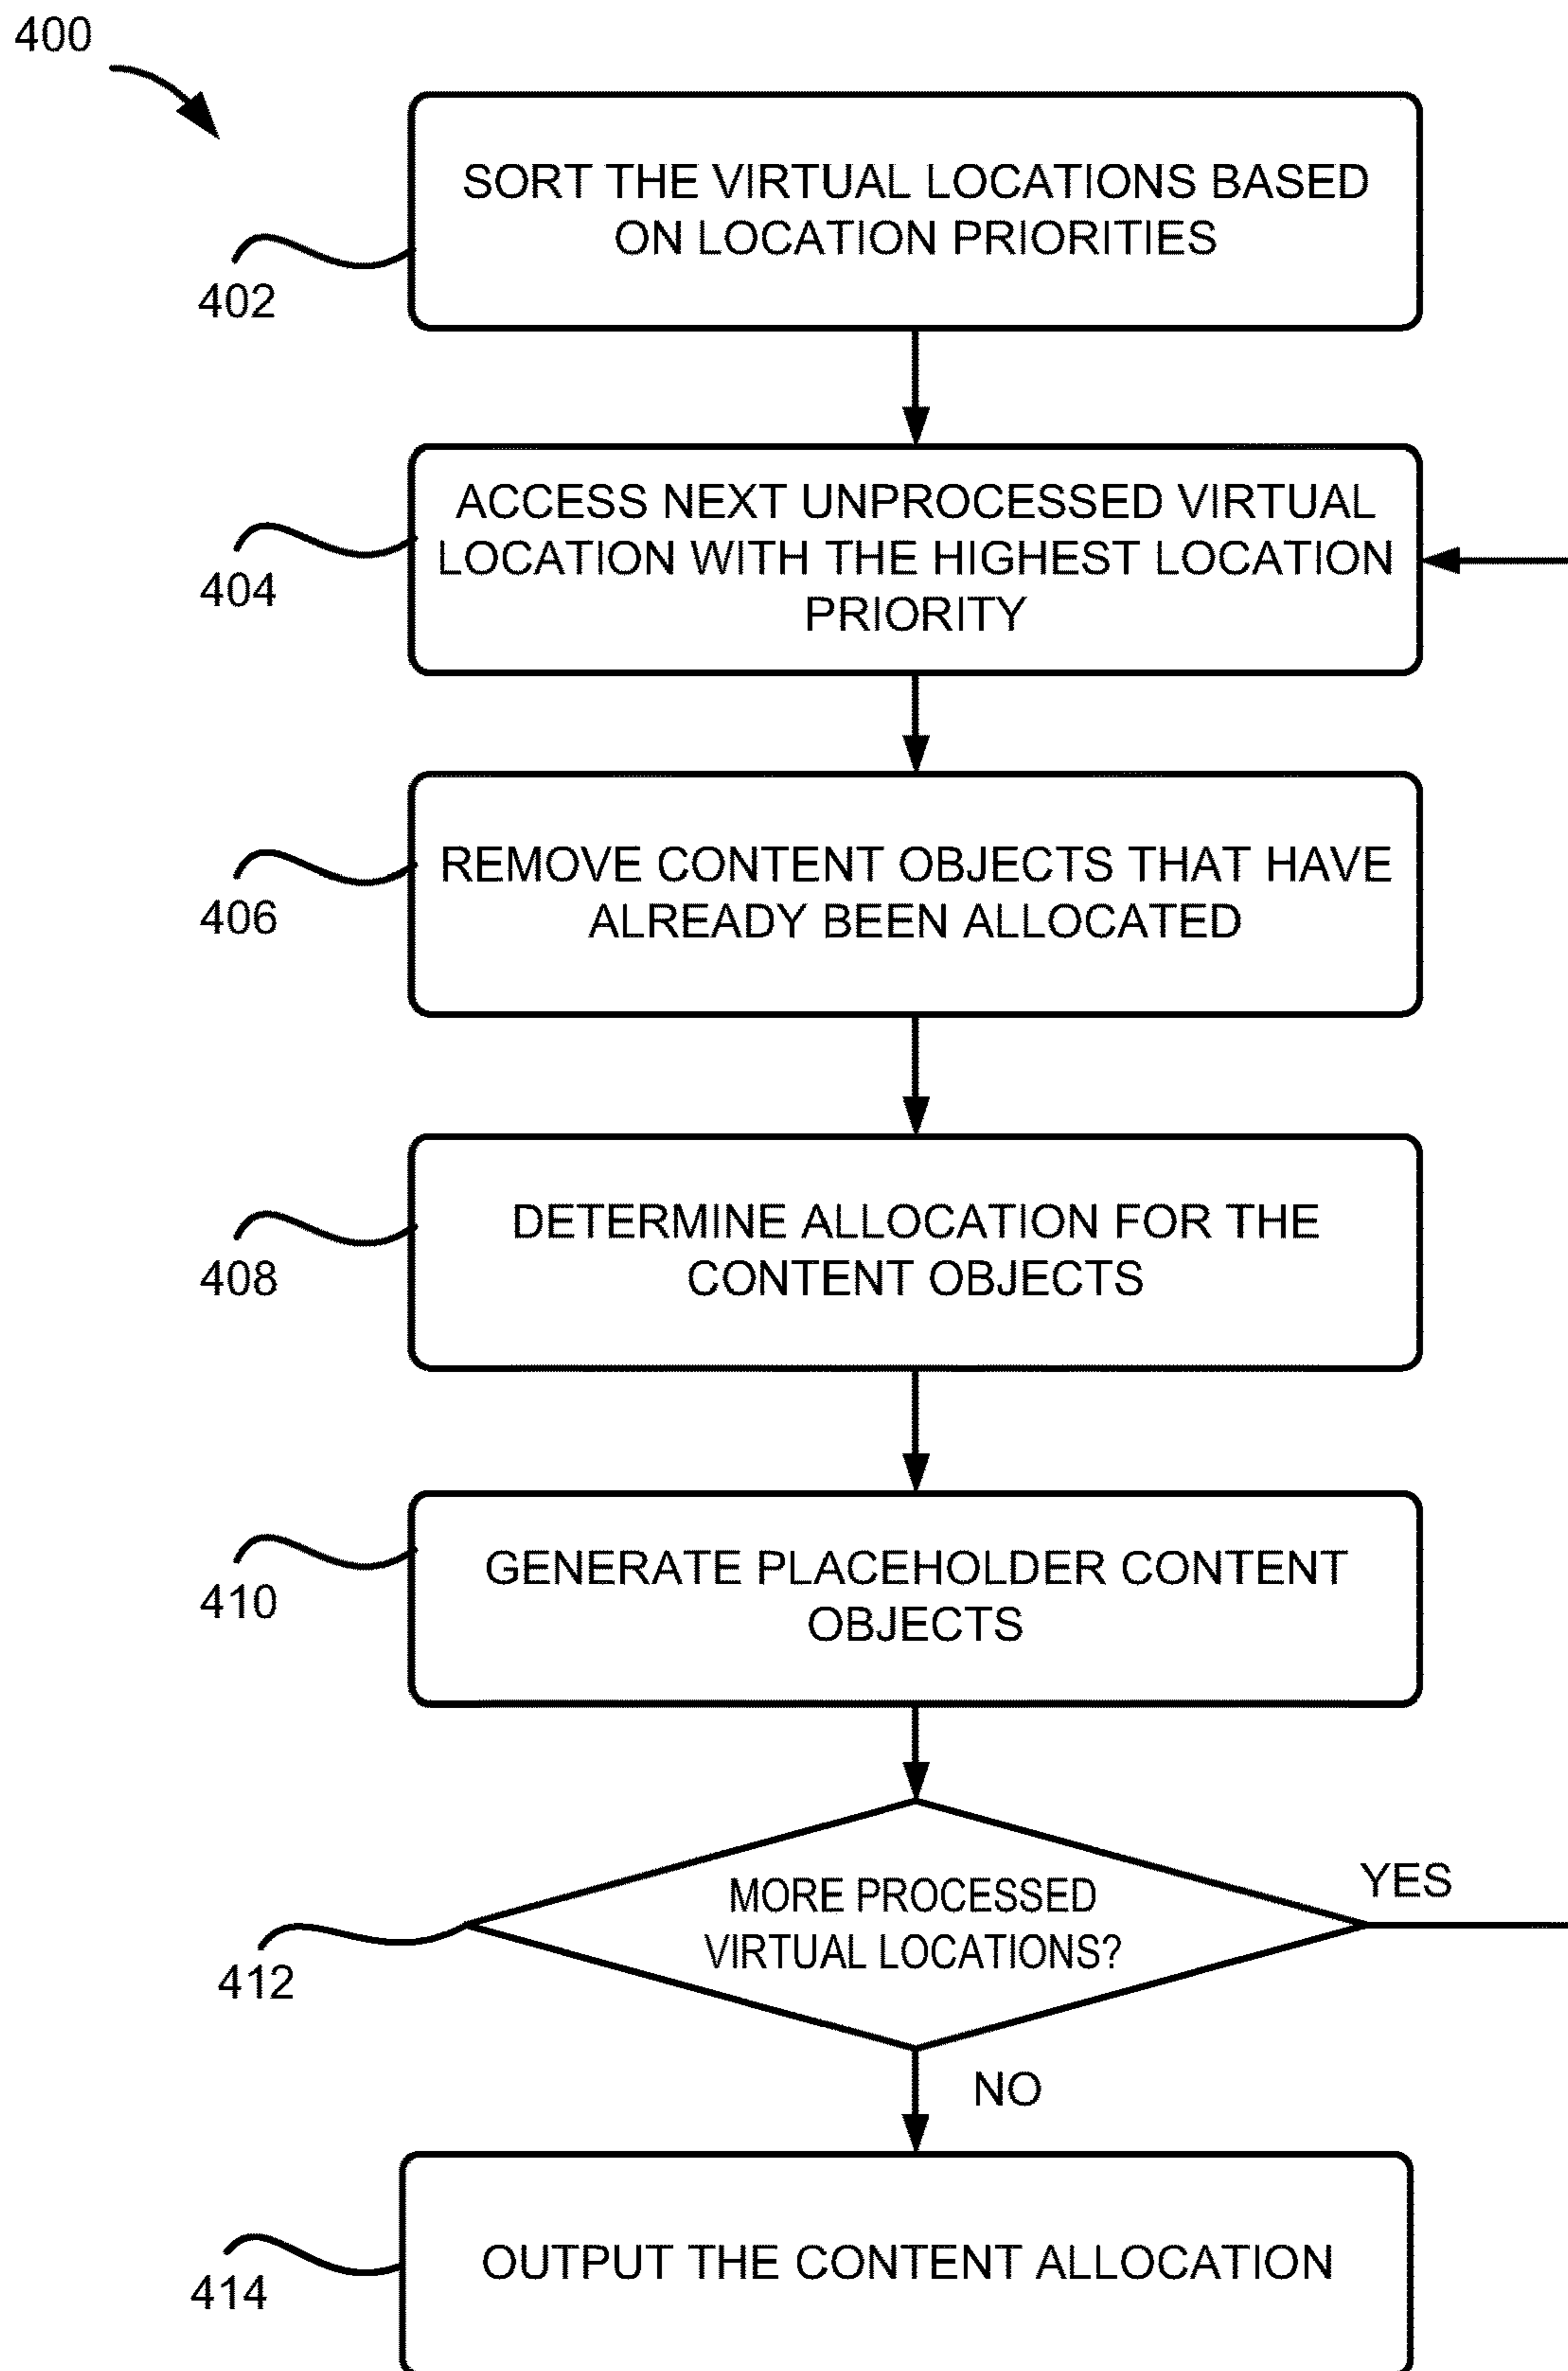 400
SORT THE VIRTUAL LOCATIONS BASED
ON LOCATION PRIORITIES
402
ACCESS NEXT UNPROCESSED VIRTUAL
LOCATION WITH THE HIGHEST LOCATION
PRIORITY
404
REMOVE CONTENT OBJECTS THAT HAVE
ALREADY BEEN ALLOCATED
406
DETERMINE ALLOCATION FOR THE
CONTENT OBJECTS
408
GENERATE PLACEHOLDER CONTENT
OBJECTS
410
MORE PROCESSED
VIRTUAL LOCATIONS?
YES
412
NO
OUTPUT THE CONTENT ALLOCATION
414